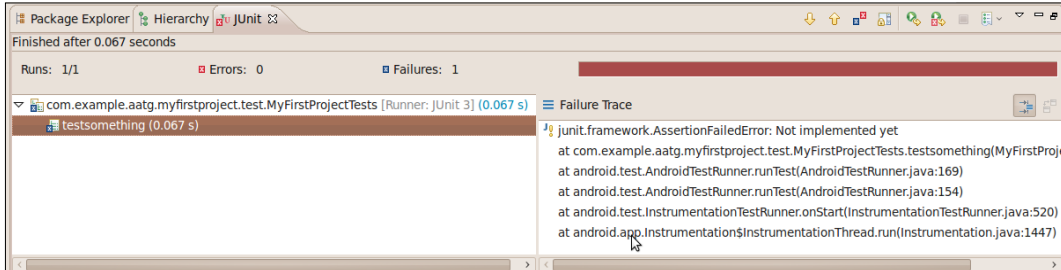 Package Explorer Hierarchy JUnit
Finished after 0.067 seconds
Runs: 1/1 Errors: 0 Failures: 1
com.example.aatg.myfirstproject.test.MyFirstProjectTests [Runner: JUnit 3] (0.067 s)
testsomething (0.067 s)
Failure Trace
junit.framework.AssertionFailedError: Not implemented yet
at com.example.aatg.myfirstproject.test.MyFirstProjectTests.testsomething(MyFirstProje
at android.test.AndroidTestRunner.runTest(AndroidTestRunner.java:169)
at android.test.AndroidTestRunner.runTest(AndroidTestRunner.java:154)
at android.test.InstrumentationTestRunner.onStart(InstrumentationTestRunner.java:520)
at android.app.Instrumentation$InstrumentationThread.run(Instrumentation.java:1447)